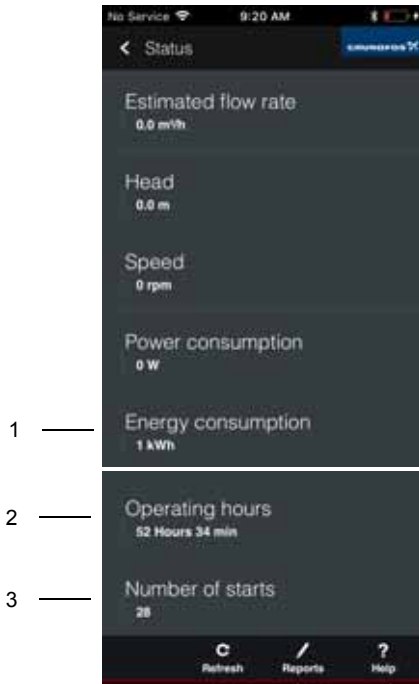 No Service 9:20 AM
Status GRUNDFOS
Estimated flow rate
0.0 m³/h
Head
0.0 m
Speed
0 rpm
Power consumption
0 W
1 Energy consumption
1 kWh
2 Operating hours
52 Hours 34 min
3 Number of starts
28
Refresh Reports ? Help